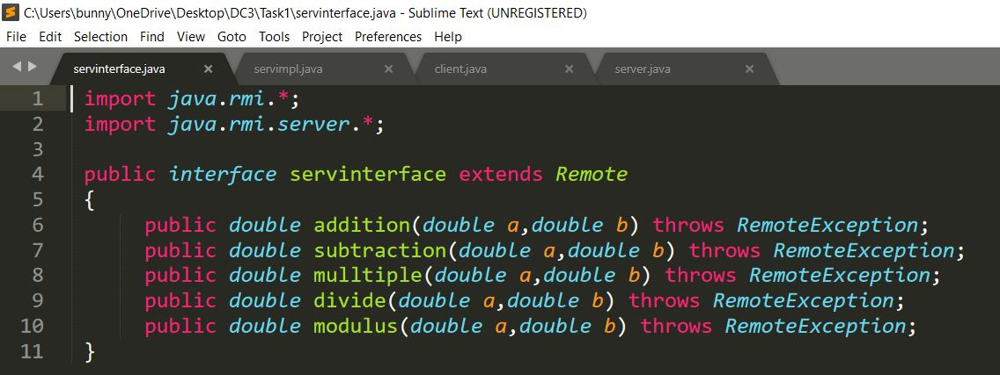 C:\Users\bunny\OneDrive\Desktop\DC3\Task1\servinterface.java - Sublime Text (UNREGISTERED)
File Edit Selection Find View Goto Tools Project Preferences Help
servinterface.java × servimpl.java × client.java × server.java ×
1 import java.rmi.*;
2 import java.rmi.server.*;
3
4 public interface servinterface extends Remote
5 {
6 public double addition(double a,double b) throws RemoteException;
7 public double subtraction(double a,double b) throws RemoteException;
8 public double mulltiple(double a,double b) throws RemoteException;
9 public double divide(double a,double b) throws RemoteException;
10 public double modulus(double a,double b) throws RemoteException;
11 }